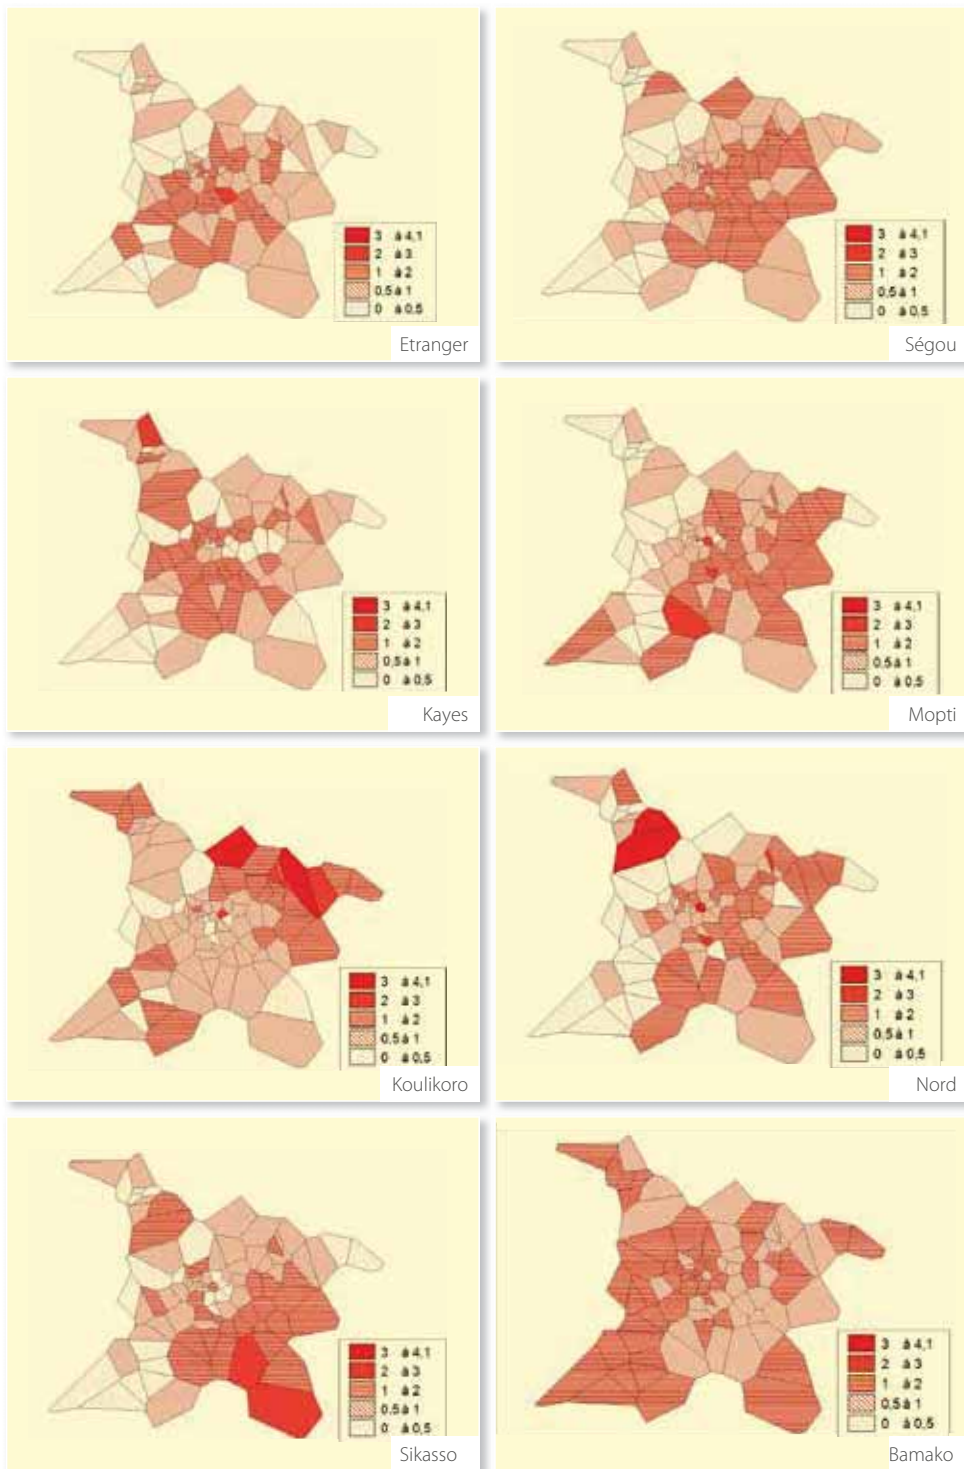 3 à 4,1
2 à 3
1 à 2
0,5 à 1
0 à 0,5
Etranger
3 à 4,1
2 à 3
1 à 2
0,5 à 1
0 à 0,5
Ségou
3 à 4,1
2 à 3
1 à 2
0,5 à 1
0 à 0,5
Kayes
3 à 4,1
2 à 3
1 à 2
0,5 à 1
0 à 0,5
Mopti
3 à 4,1
2 à 3
1 à 2
0,5 à 1
0 à 0,5
Koulikoro
3 à 4,1
2 à 3
1 à 2
0,5 à 1
0 à 0,5
Nord
3 à 4,1
2 à 3
1 à 2
0,5 à 1
0 à 0,5
Sikasso
3 à 4,1
2 à 3
1 à 2
0,5 à 1
0 à 0,5
Bamako